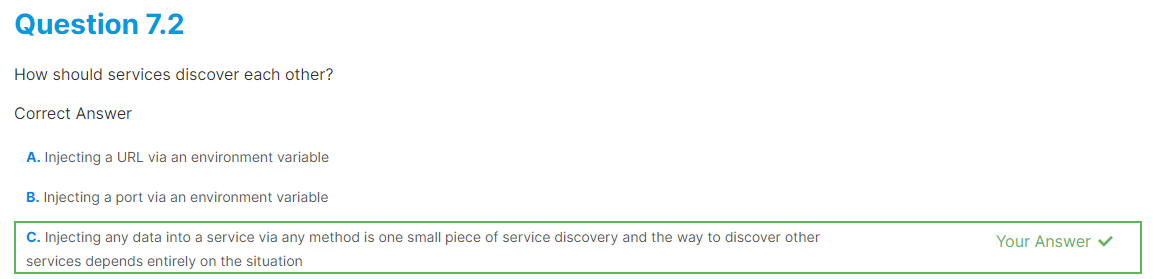 Question 7.2
How should services discover each other?
Correct Answer
A. Injecting a URL via an environment variable
B. Injecting a port via an environment variable
C. Injecting any data into a service via any method is one small piece of service discovery and the way to discover other
services depends entirely on the situation
Your Answer ✔